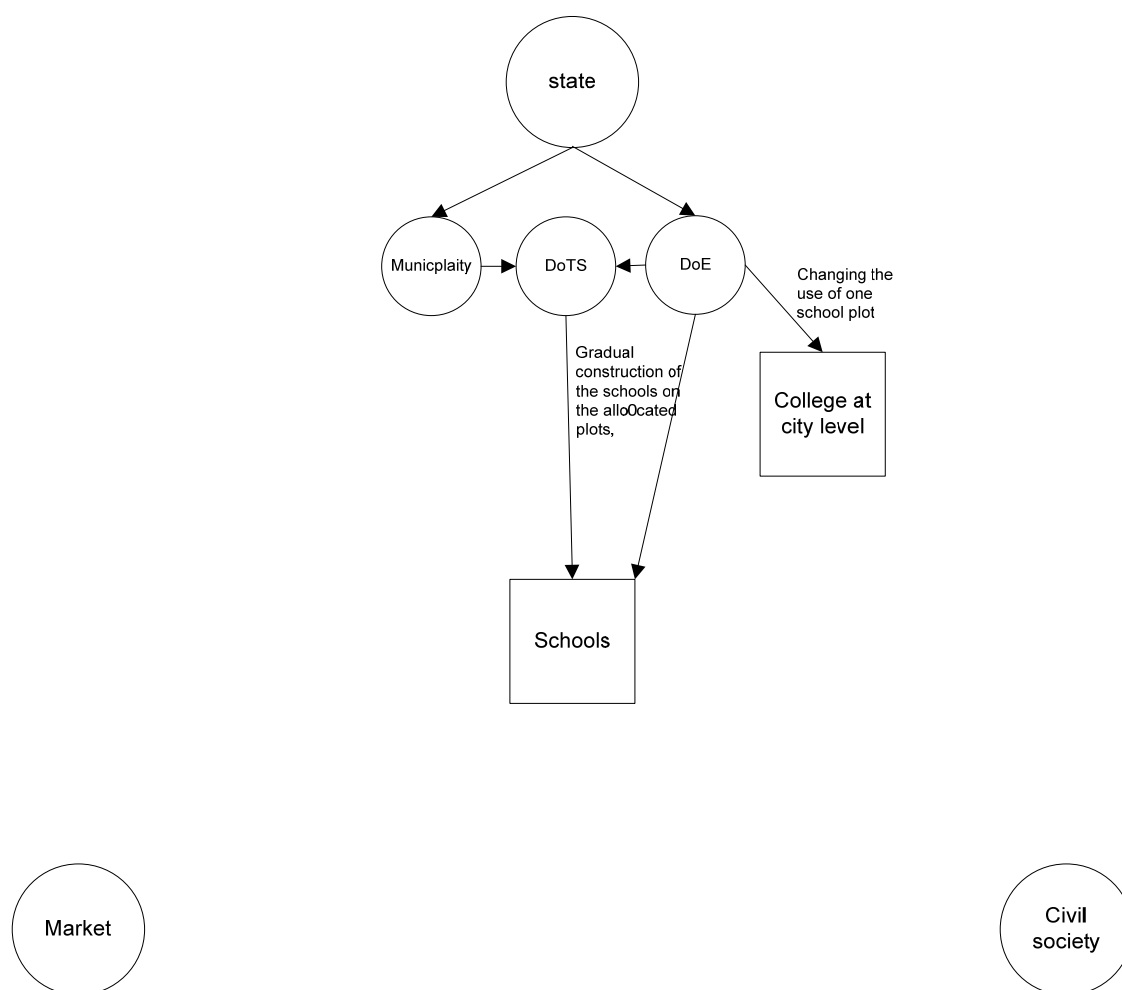 state
Municplaity
DoTS
DoE
Changing the
use of one
school plot
Gradual
construction of
the schools on
the allo0cated
plots,
College at
city level
Schools
Market
Civil
society